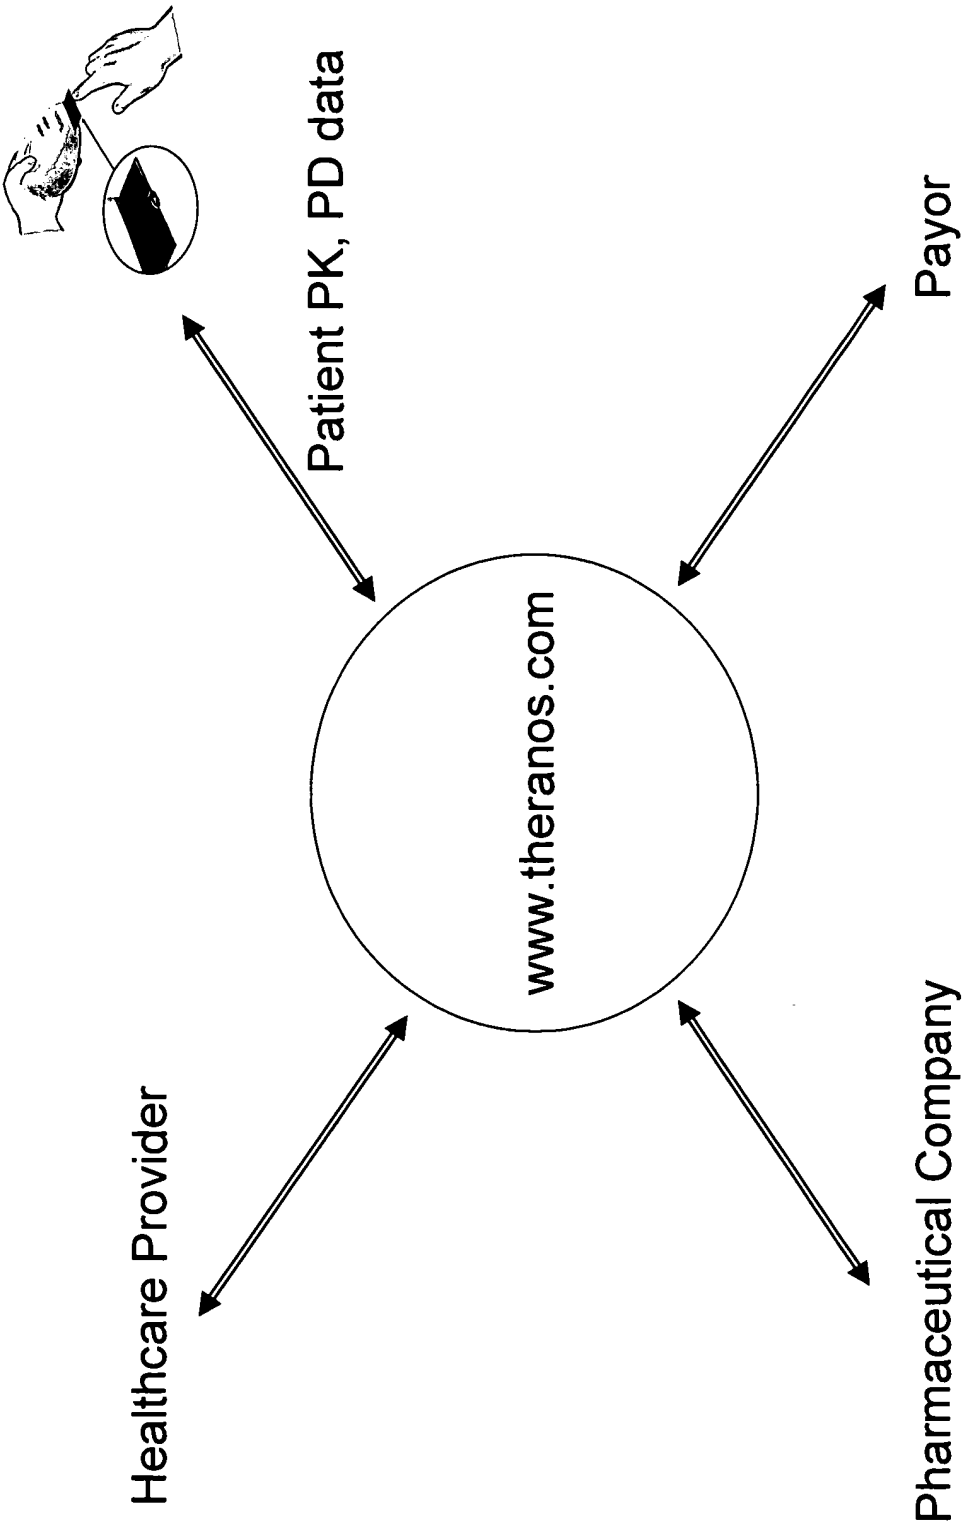 Healthcare Provider
Patient PK, PD data
www.theranos.com
Pharmaceutical Company
Payor